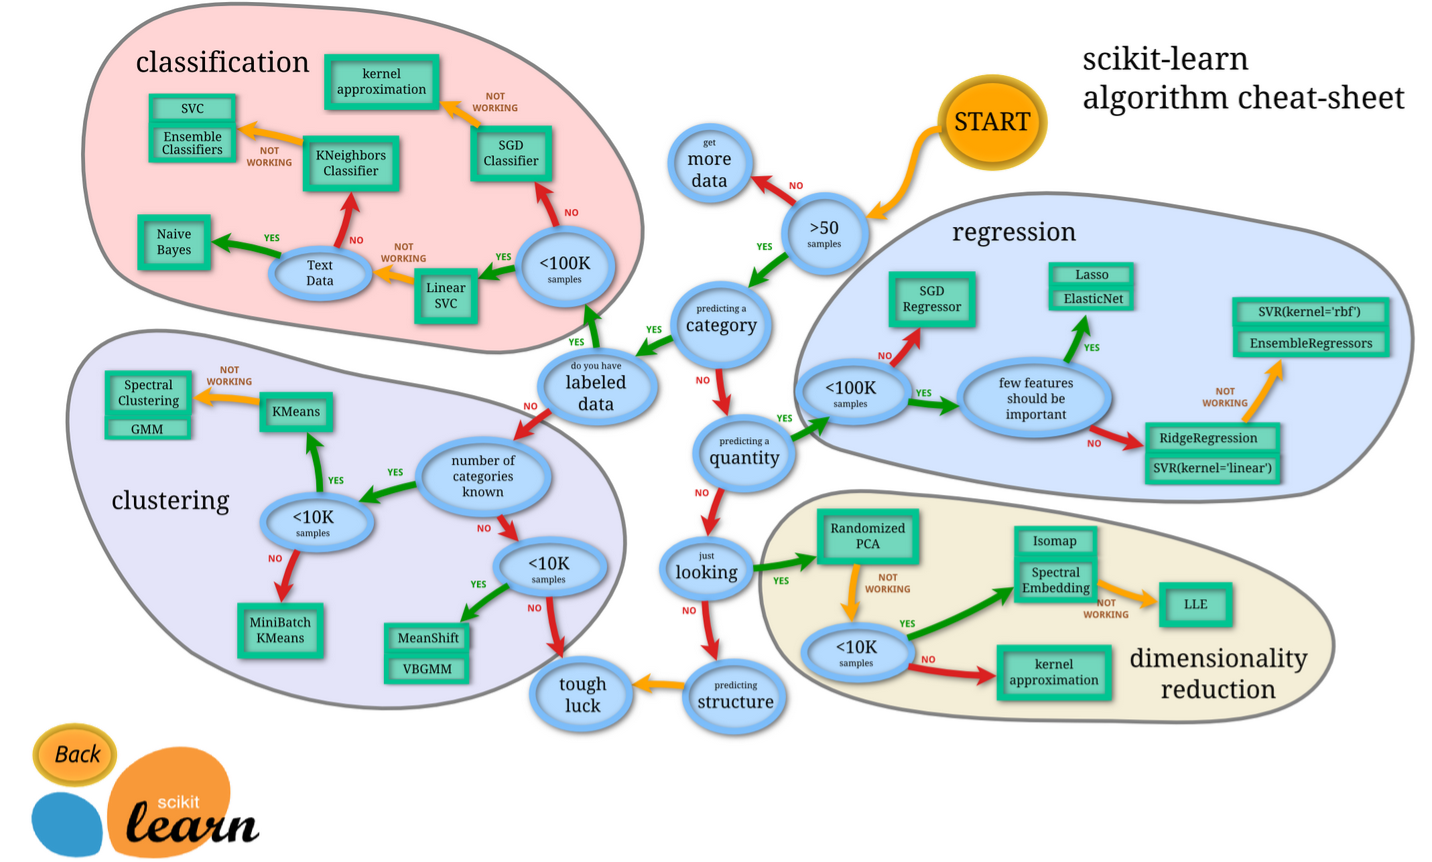 scikit-learn
algorithm cheat-sheet
START
get
more
data
NO
>50
samples
YES
predicting a
category
YES
NO
do you have
labeled
data
YES
NO
predicting a
quantity
YES
NO
just
looking
YES
NO
predicting
structure
tough
luck
classification
kernel
approximation
NOT
WORKING
SGD
Classifier
NO
<100K
samples
YES
Linear
SVC
NOT
WORKING
Text
Data
YES
Naive
Bayes
NO
KNeighbors
Classifier
NOT
WORKING
SVC
Ensemble
Classifiers
clustering
number of
categories
known
YES
NO
<10K
samples
YES
KMeans
NOT
WORKING
Spectral
Clustering
GMM
NO
MiniBatch
KMeans
<10K
samples
YES
MeanShift
VBGMM
NO
regression
<100K
samples
NO
SGD
Regressor
YES
few features
should be
important
YES
Lasso
ElasticNet
NO
RidgeRegression
SVR(kernel='linear')
NOT
WORKING
SVR(kernel='rbf')
EnsembleRegressors
dimensionality
reduction
Randomized
PCA
NOT
WORKING
<10K
samples
YES
Isomap
Spectral
Embedding
NOT
WORKING
LLE
NO
kernel
approximation
Back
scikit
learn